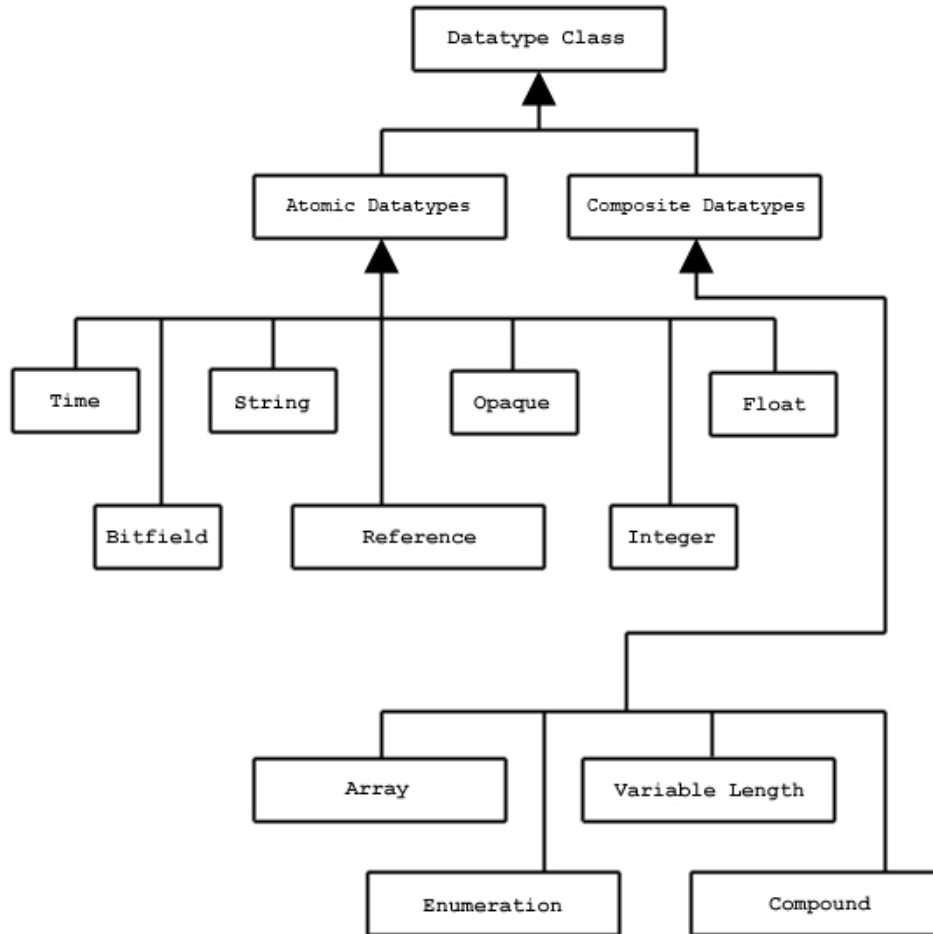 Datatype Class
Atomic Datatypes
Composite Datatypes
Time
String
Opaque
Float
Bitfield
Reference
Integer
Array
Variable Length
Enumeration
Compound